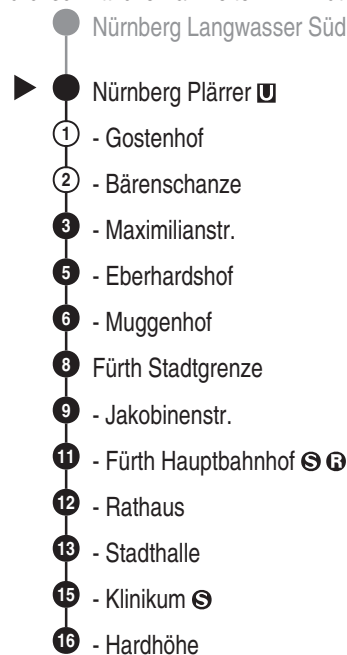 Nürnberg Langwasser Süd
Nürnberg Plärrer U
1 - Gostenhof
2 - Bärenschanze
3 - Maximilianstr.
5 - Eberhardshof
6 - Muggenhof
8 Fürth Stadtgrenze
9 - Jakobinenstr.
11 - Fürth Hauptbahnhof S R
12 - Rathaus
13 - Stadthalle
15 - Klinikum S
16 - Hardhöhe